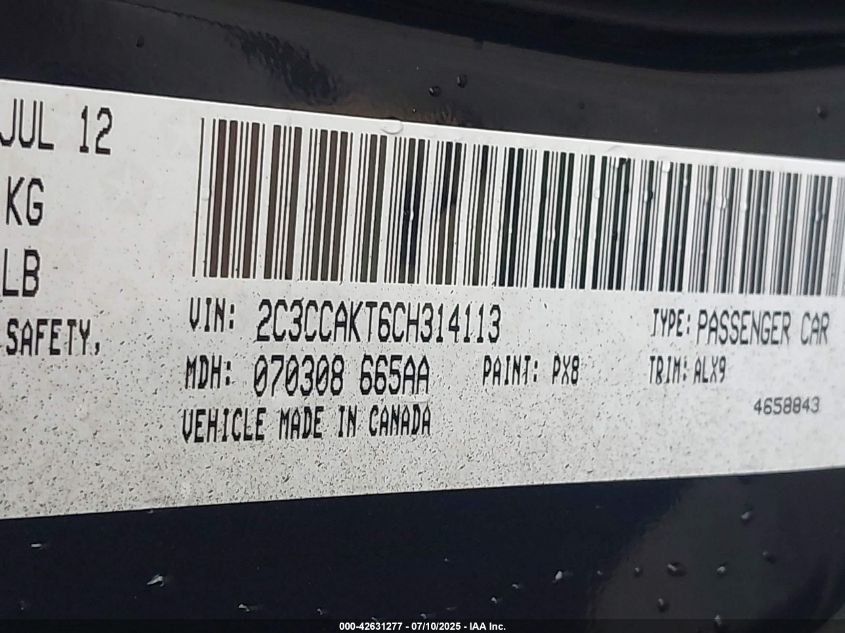 JUL 12
KG
LB
SAFETY,
VIN: 2C3CCAKT6CH314113
TYPE: PASSENGER CAR
MDH: 070308 665AA
PAINT: PX8
TRIM: ALX9
VEHICLE MADE IN CANADA
4658843
000-42631277 - 07/10/2025 - IAA Inc.